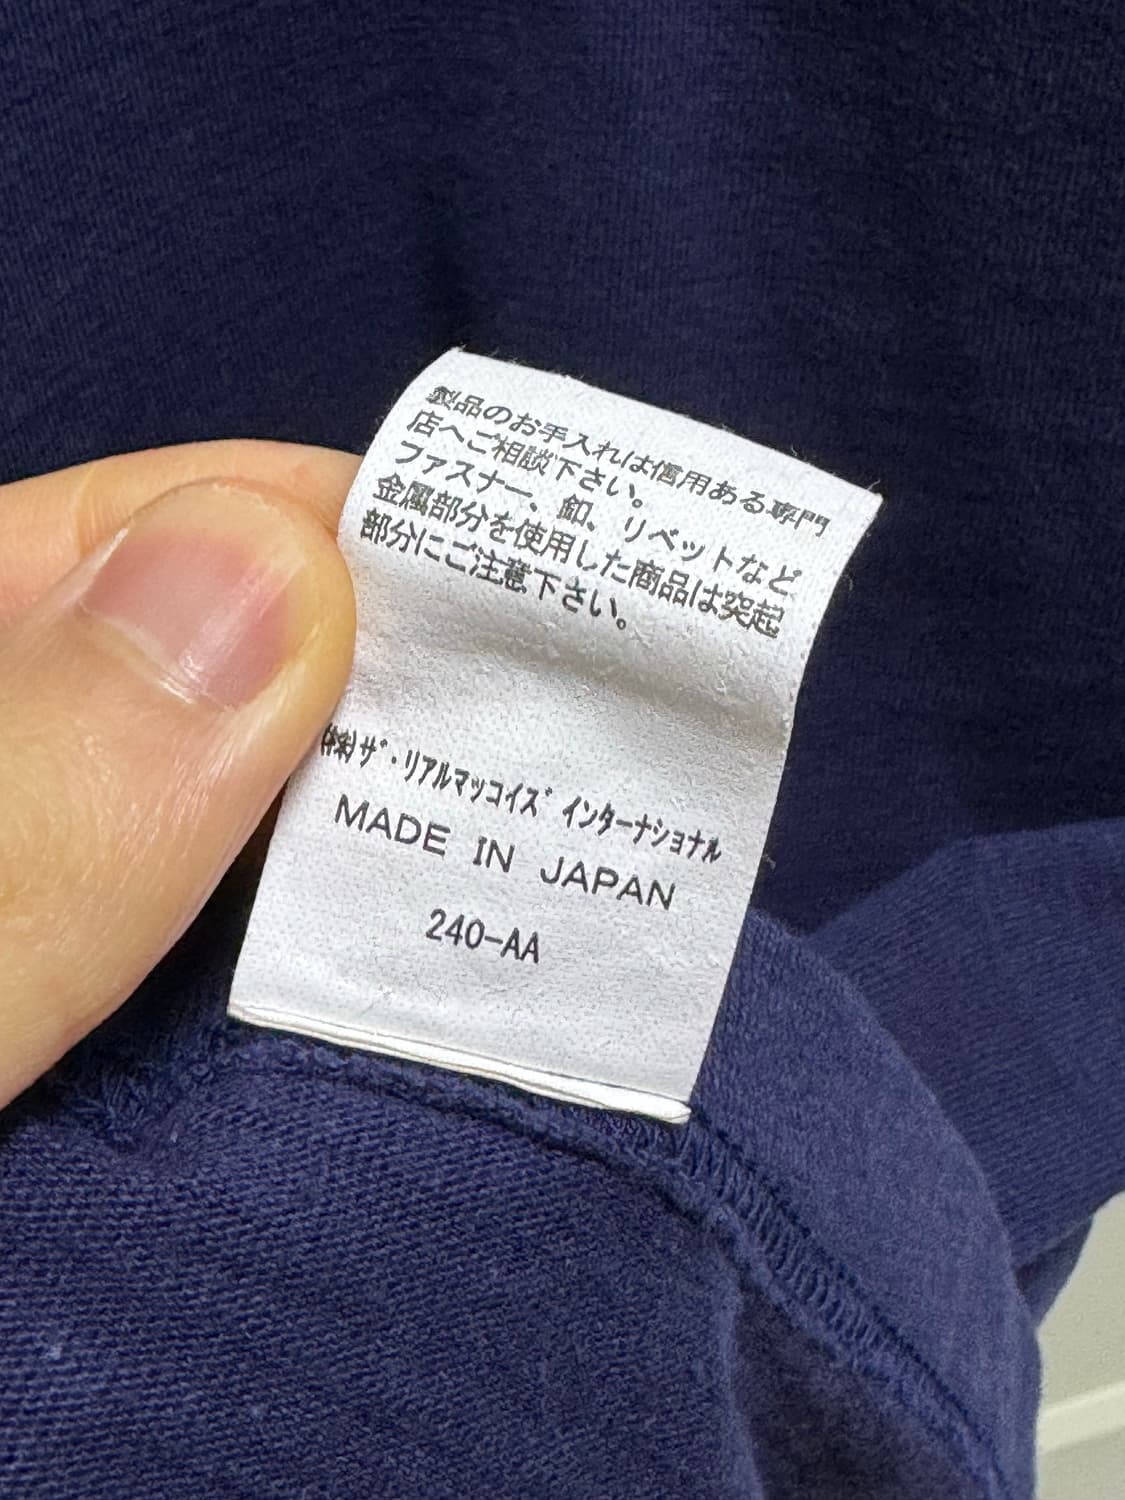 製品のお手入れは信用ある専門
店へご相談下さい。
ファスナー、釦、リベットなど
金属部分を使用した商品は突起
部分にご注意下さい。
㈱ザ・リアルマッコイズ インターナショナル
MADE IN JAPAN
240-AA